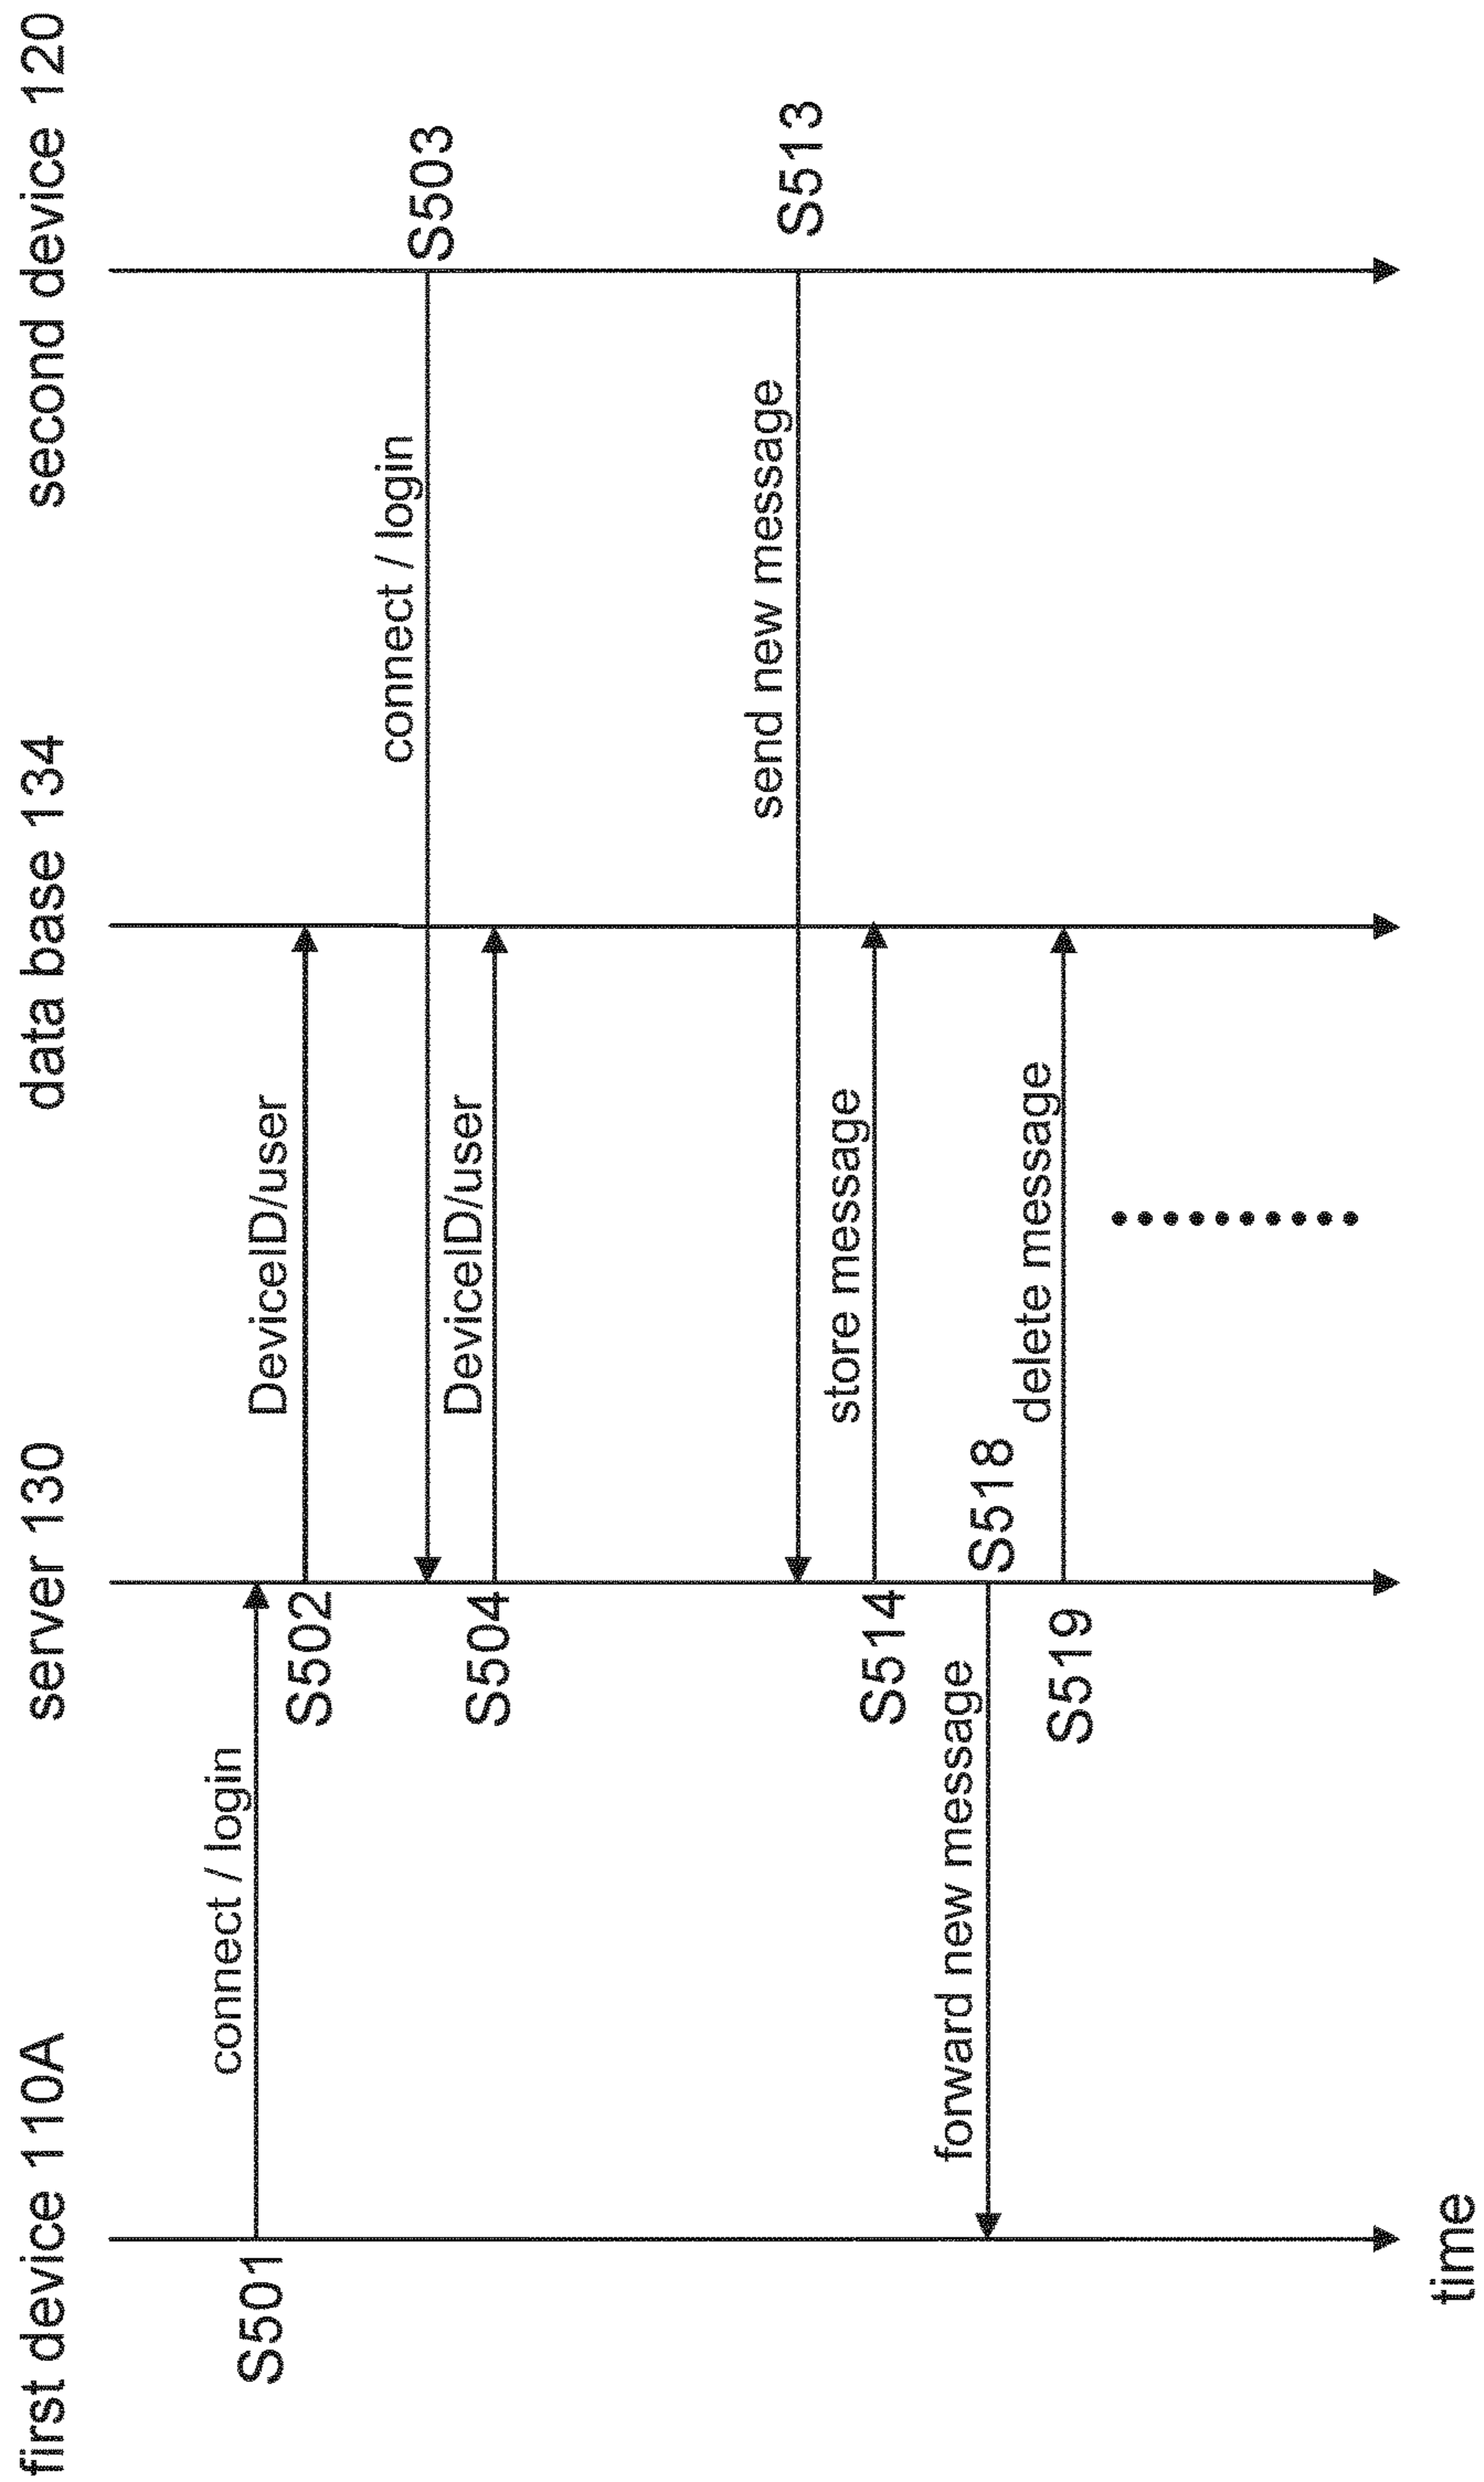 first device 110A
server 130
data base 134
second device 120
connect / login
S501
DeviceID/user
S502
connect / login
S503
DeviceID/user
S504
send new message
S513
store message
S514
forward new message
S518
delete message
S519
time